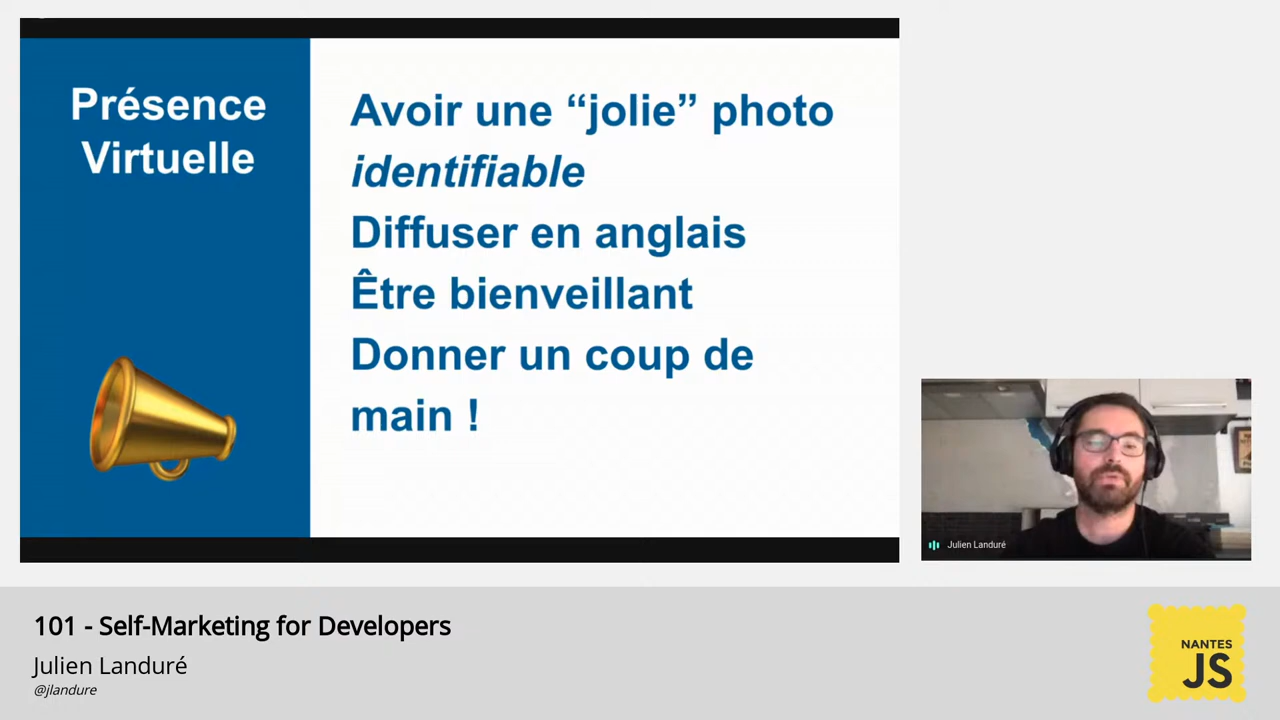 Présence
Virtuelle
Avoir une “jolie” photo
identifiable
Diffuser en anglais
Être bienveillant
Donner un coup de
main !
Julien Landuré
101 - Self-Marketing for Developers
Julien Landuré
@jlandure
NANTES
JS